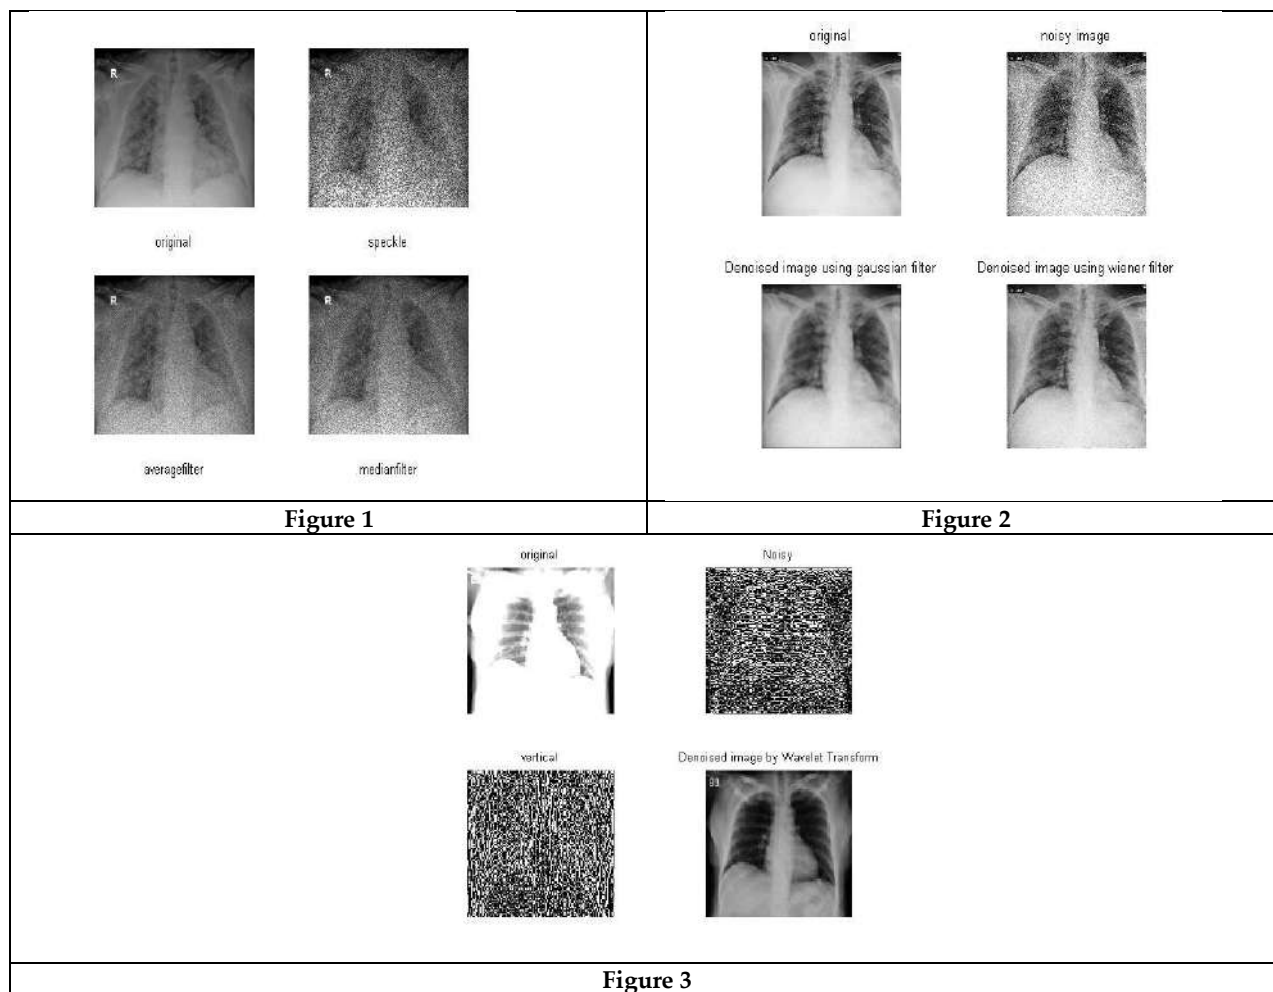 R
R
original
speckle
R
R
averagefilter
medianfilter
Figure 1
original
noisy image
Denoised image using gaussian filter
Denoised image using wiener filter
Figure 2
original
Noisy
vertical
Denoised image by Wavelet Transform
Figure 3